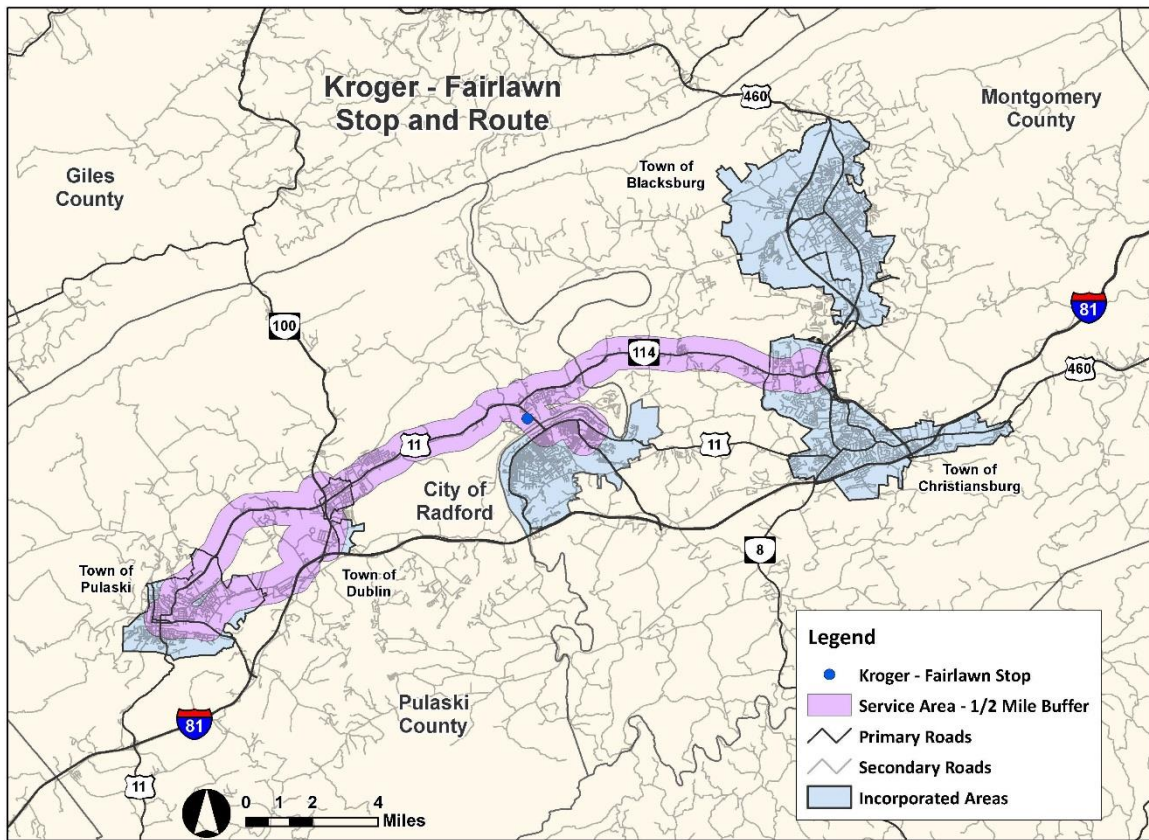 Kroger - Fairlawn
Stop and Route
460
Montgomery
County
Town of
Blacksburg
Giles
County
81
100
114
460
11
11
City of
Radford
Town of
Christiansburg
8
Town of
Pulaski
Town of
Dublin
Pulaski
County
81
11
0 1 2 4
Miles
Legend
Kroger - Fairlawn Stop
Service Area - 1/2 Mile Buffer
Primary Roads
Secondary Roads
Incorporated Areas